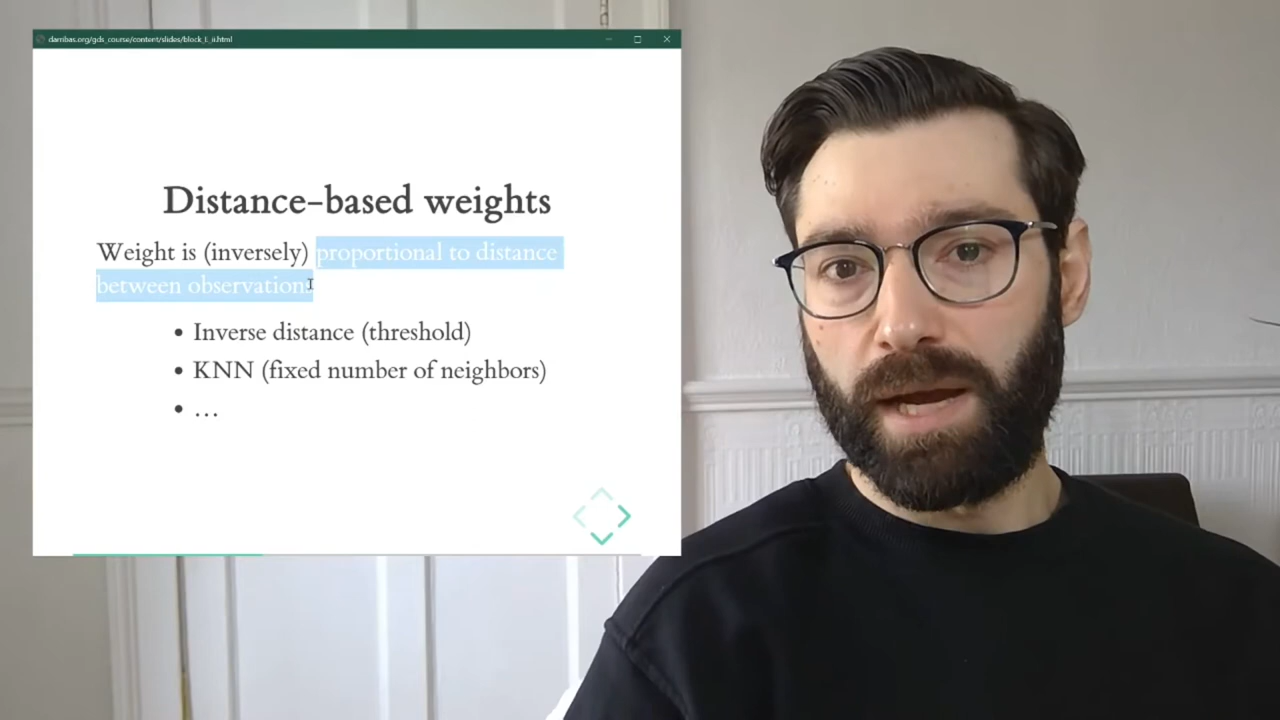 darribas.org/gds_course/content/slides/block_E_ii.html
Distance-based weights
Weight is (inversely) proportional to distance
between observations
• Inverse distance (threshold)
• KNN (fixed number of neighbors)
• …